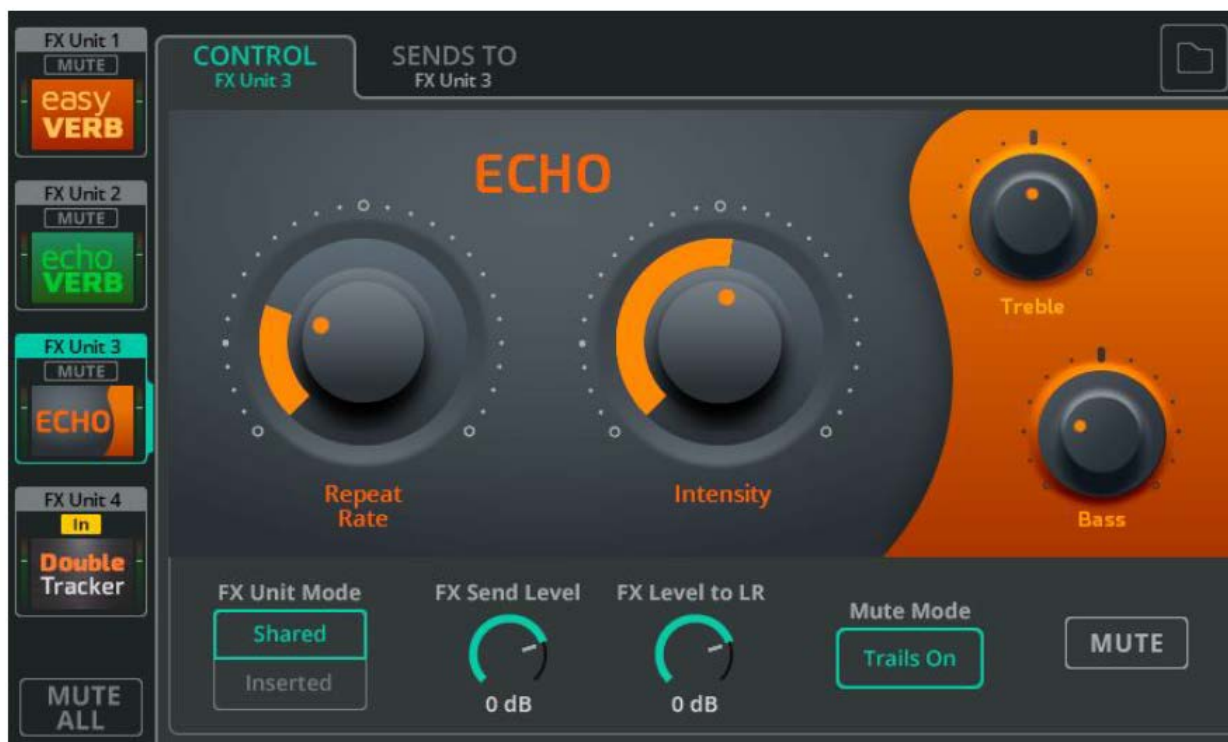 FX Unit 1
MUTE
easy
VERB
FX Unit 2
MUTE
echo
VERB
FX Unit 3
MUTE
ECHO
FX Unit 4
In
Double
Tracker
MUTE
ALL
CONTROL
FX Unit 3
SENDS TO
FX Unit 3
ECHO
Repeat
Rate
Intensity
Treble
Bass
FX Unit Mode
Shared
Inserted
FX Send Level
0 dB
FX Level to LR
0 dB
Mute Mode
Trails On
MUTE